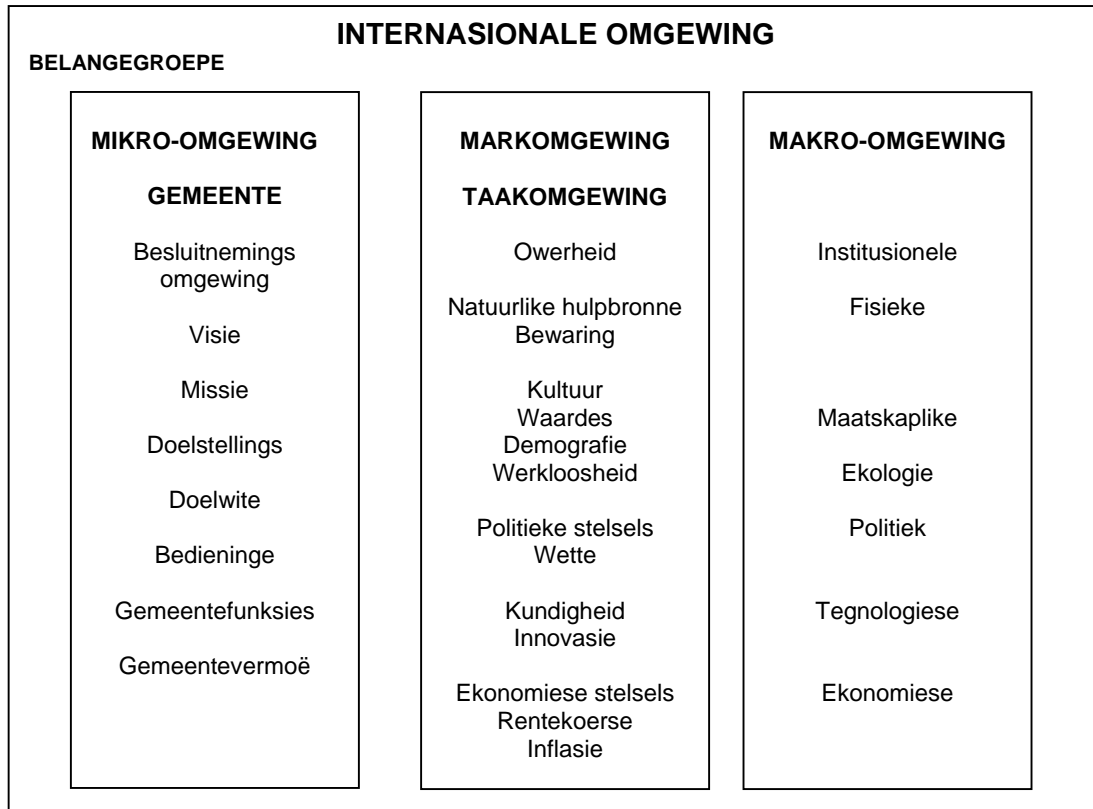 INTERNASIONALE OMGEWING
BELANGEGROEPE
MIKRO-OMGEWING
GEMEENTE
Besluitnemings
omgewing
Visie
Missie
Doelstellings
Doelwite
Bedieninge
Gemeentefunksies
Gemeentevermoë
MARKOMGEWING
TAAKOMGEWING
Owerheid
Natuurlike hulpbronne
Bewaring
Kultuur
Waardes
Demografie
Werkloosheid
Politieke stelsels
Wette
Kundigheid
Innovasie
Ekonomiese stelsels
Rentekoerse
Inflasie
MAKRO-OMGEWING
Institusionele
Fisieke
Maatskaplike
Ekologie
Politiek
Tegnologiese
Ekonomiese